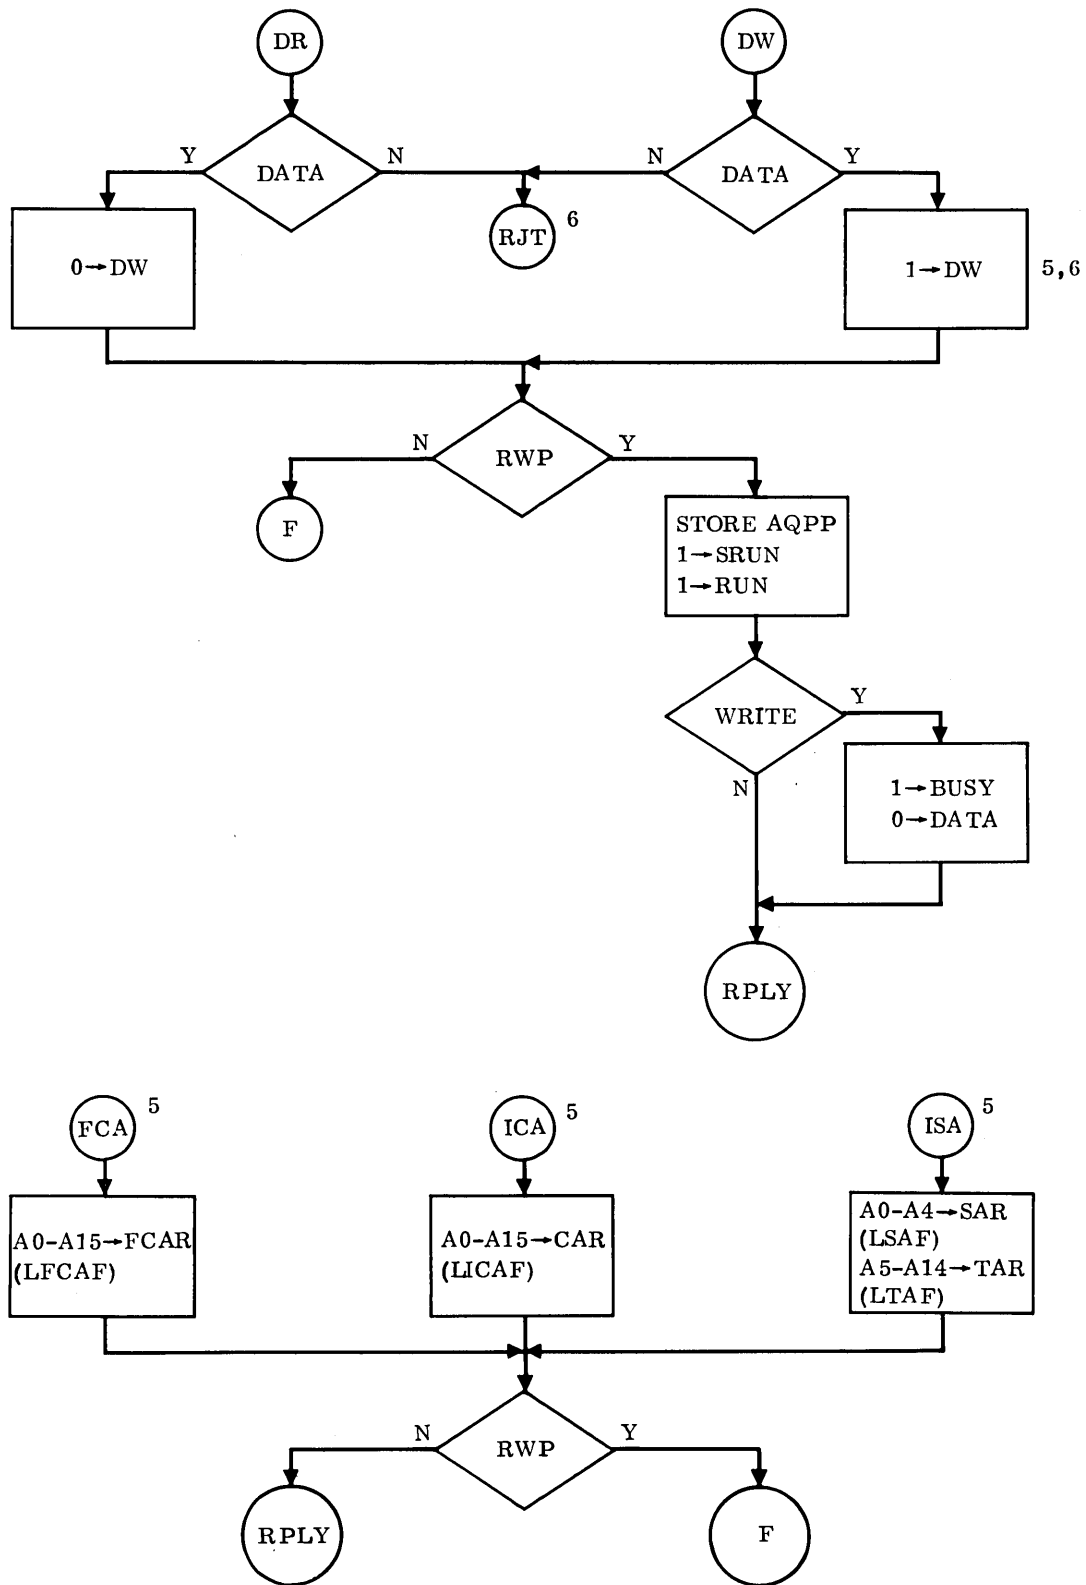 DR
DW
Y
DATA
N
N
DATA
Y
RJT
6
0→DW
1→DW
5,6
N
RWP
Y
F
STORE AQPP
1→SRUN
1→RUN
WRITE
Y
N
1→BUSY
0→DATA
RPLY
FCA
5
ICA
5
ISA
5
A0-A15→FCAR
(LFCAF)
A0-A15→CAR
(LICAF)
A0-A4→SAR
(LSAF)
A5-A14→TAR
(LTAF)
N
RWP
Y
RPLY
F